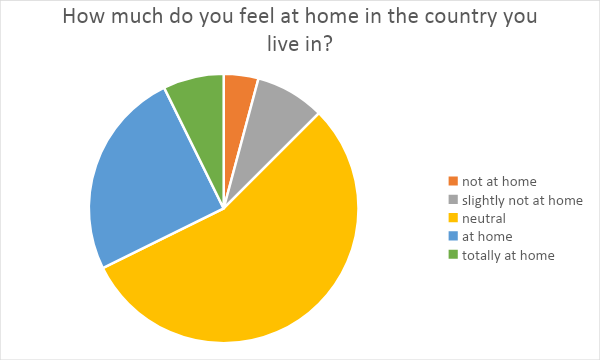 How much do you feel at home in the country you
live in?
not at home
slightly not at home
neutral
at home
totally at home